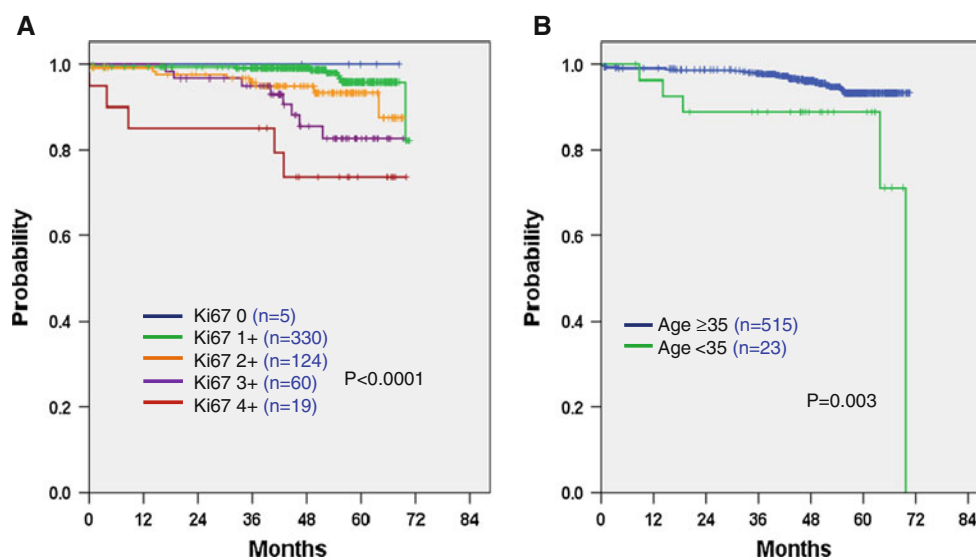 A
Probability
1.0
0.8
0.6
0.4
0.2
0.0
Ki67 0 (n=5)
Ki67 1+ (n=330)
Ki67 2+ (n=124)
Ki67 3+ (n=60)
Ki67 4+ (n=19)
P<0.0001
0 12 24 36 48 60 72 84
Months
B
Probability
1.0
0.8
0.6
0.4
0.2
0.0
Age ≥35 (n=515)
Age <35 (n=23)
P=0.003
0 12 24 36 48 60 72 84
Months